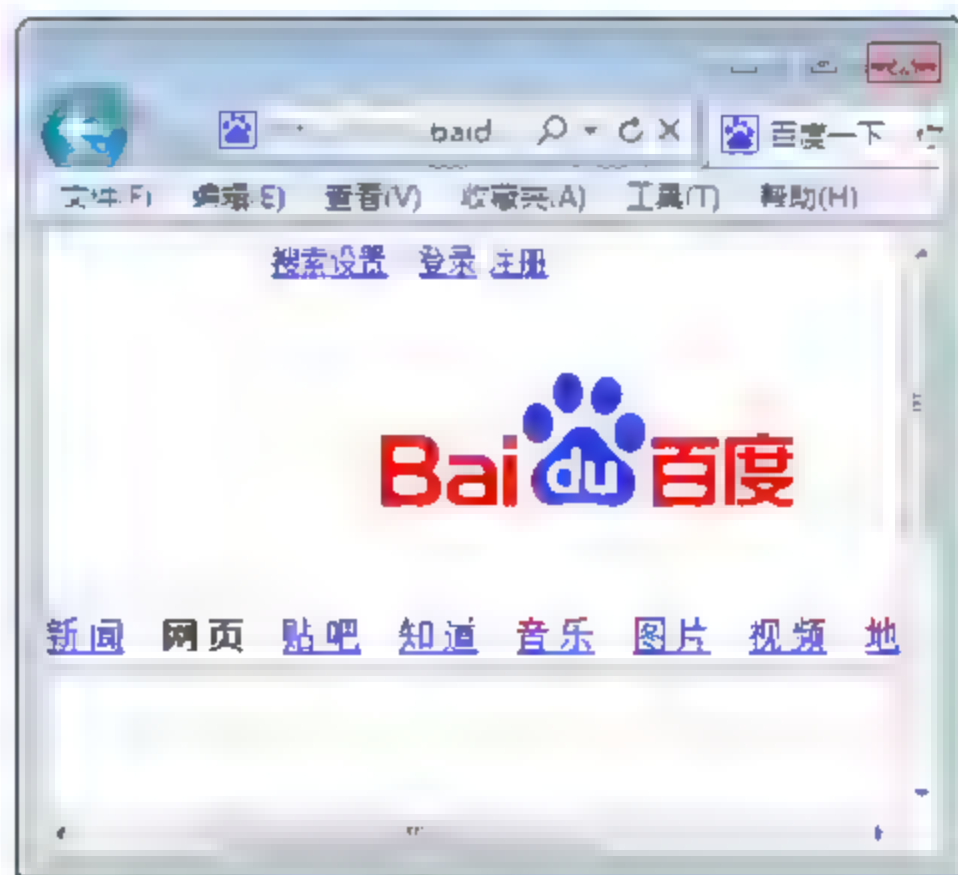 baid 百度一下
文件(F) 编辑(E) 查看(V) 收藏夹(A) 工具(T) 帮助(H)
搜索设置 登录 注册
Bai du 百度
新闻 网页 贴吧 知道 音乐 图片 视频 地